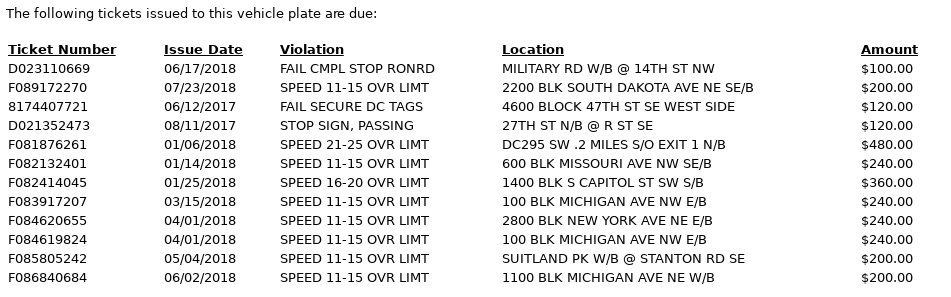 The following tickets issued to this vehicle plate are due:
Ticket Number Issue Date Violation Location Amount
D023110669 06/17/2018 FAIL CMPL STOP RONRD MILITARY RD W/B @ 14TH ST NW $100.00
F089172270 07/23/2018 SPEED 11-15 OVR LIMT 2200 BLK SOUTH DAKOTA AVE NE SE/B $200.00
8174407721 06/12/2017 FAIL SECURE DC TAGS 4600 BLOCK 47TH ST SE WEST SIDE $120.00
D021352473 08/11/2017 STOP SIGN, PASSING 27TH ST N/B @ R ST SE $120.00
F081876261 01/06/2018 SPEED 21-25 OVR LIMT DC295 SW .2 MILES S/O EXIT 1 N/B $480.00
F082132401 01/14/2018 SPEED 11-15 OVR LIMT 600 BLK MISSOURI AVE NW SE/B $240.00
F082414045 01/25/2018 SPEED 16-20 OVR LIMT 1400 BLK S CAPITOL ST SW S/B $360.00
F083917207 03/15/2018 SPEED 11-15 OVR LIMT 100 BLK MICHIGAN AVE NW E/B $240.00
F084620655 04/01/2018 SPEED 11-15 OVR LIMT 2800 BLK NEW YORK AVE NE E/B $240.00
F084619824 04/01/2018 SPEED 11-15 OVR LIMT 100 BLK MICHIGAN AVE NW E/B $240.00
F085805242 05/04/2018 SPEED 11-15 OVR LIMT SUITLAND PK W/B @ STANTON RD SE $200.00
F086840684 06/02/2018 SPEED 11-15 OVR LIMT 1100 BLK MICHIGAN AVE NE W/B $200.00